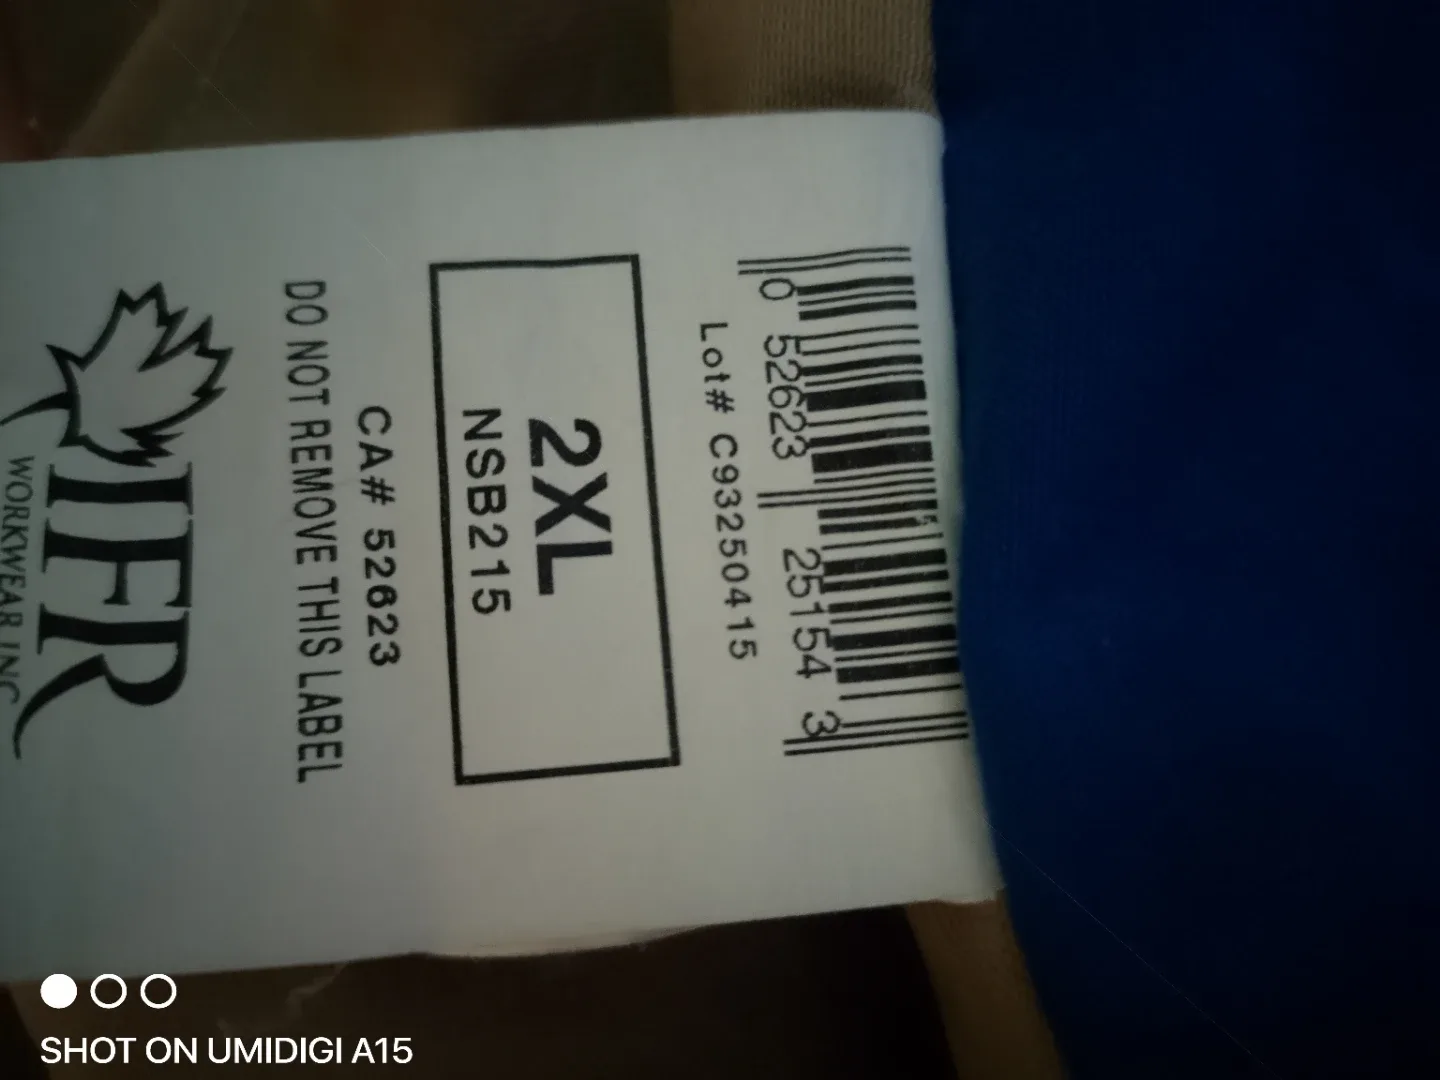 0 52623 25154 3
Lot# C93250415
2XL
NSB215
CA# 52623
DO NOT REMOVE THIS LABEL
IFR
WORKWEAR INC
SHOT ON UMIDIGI A15